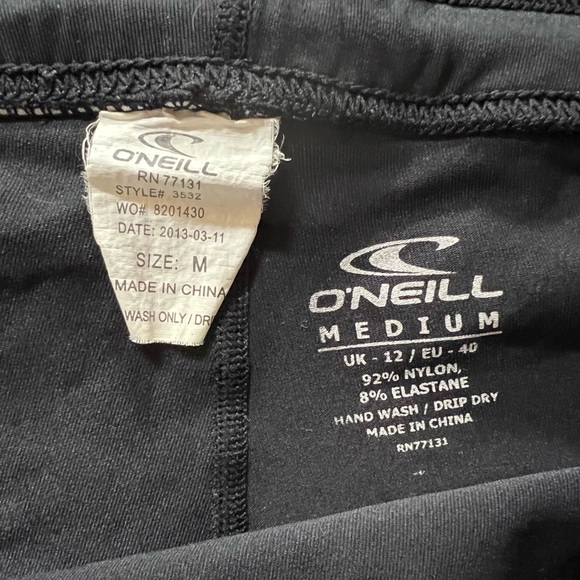 O'NEILL
RN 77131
STYLE# 3532
WO# 8201430
DATE: 2013-03-11
SIZE: M
MADE IN CHINA
WASH ONLY / DRI
O'NEILL
MEDIUM
UK - 12 / EU - 40
92% NYLON,
8% ELASTANE
HAND WASH / DRIP DRY
MADE IN CHINA
RN77131